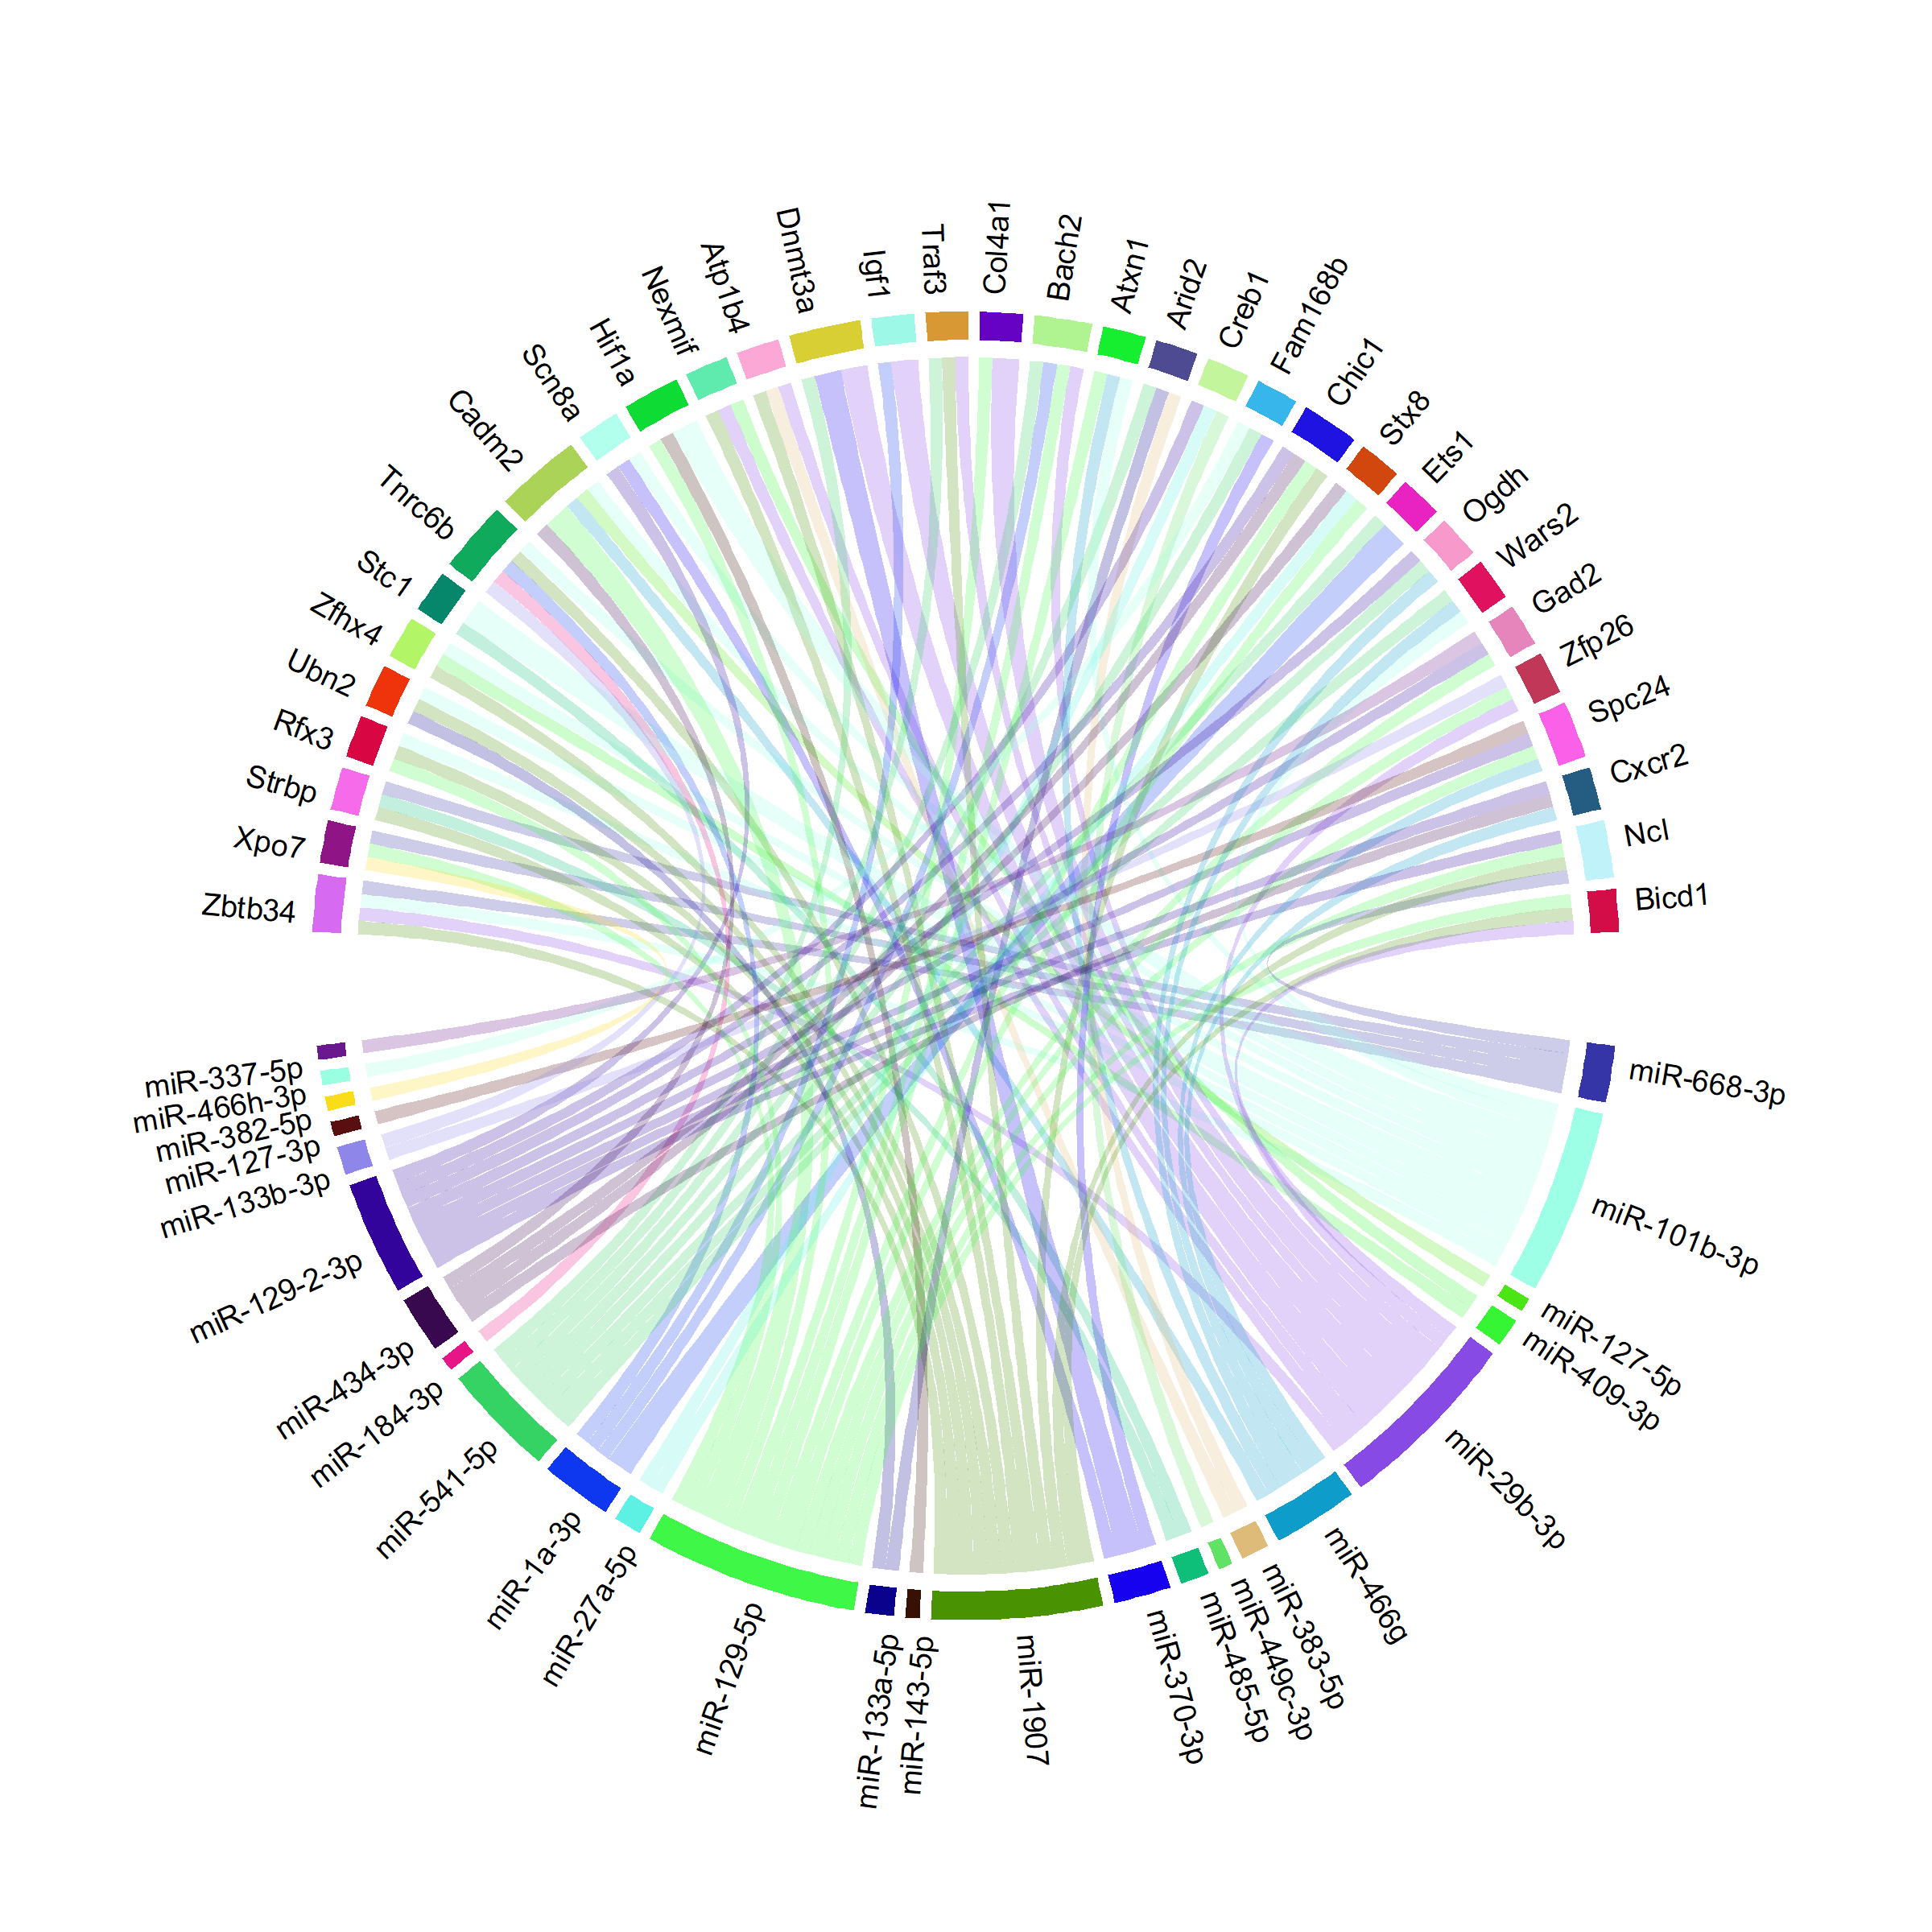 Zbtb34
Xpo7
Strbp
Rfx3
Ubn2
Zfhx4
Stc1
Tnrc6b
Cadm2
Scn8a
Hif1a
Nexmif
Atp1b4
Dnmt3a
Igf1
Traf3
Col4a1
Bach2
Atxn1
Arid2
Creb1
Fam168b
Chic1
Stx8
Ets1
Ogdh
Wars2
Gad2
Zfp26
Spc24
Cxcr2
Ncl
Bicd1
miR-668-3p
miR-101b-3p
miR-127-5p
miR-409-3p
miR-29b-3p
miR-466g
miR-383-5p
miR-449c-3p
miR-485-5p
miR-370-3p
miR-1907
miR-143-5p
miR-133a-5p
miR-129-5p
miR-27a-5p
miR-1a-3p
miR-541-5p
miR-184-3p
miR-434-3p
miR-129-2-3p
miR-133b-3p
miR-127-3p
miR-382-5p
miR-466h-3p
miR-337-5p